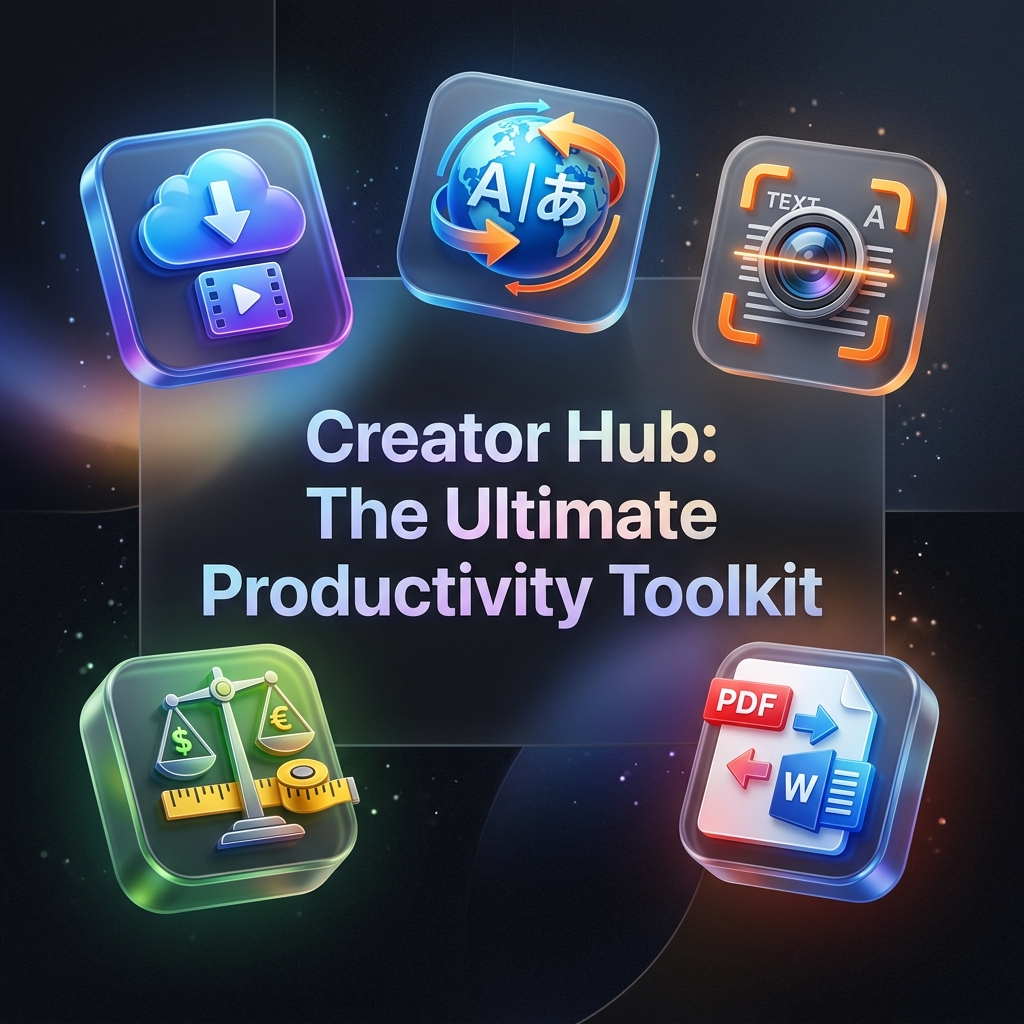 A/あ
TEXT
A
Creator Hub:
The Ultimate
Productivity Toolkit
$
€
PDF
W